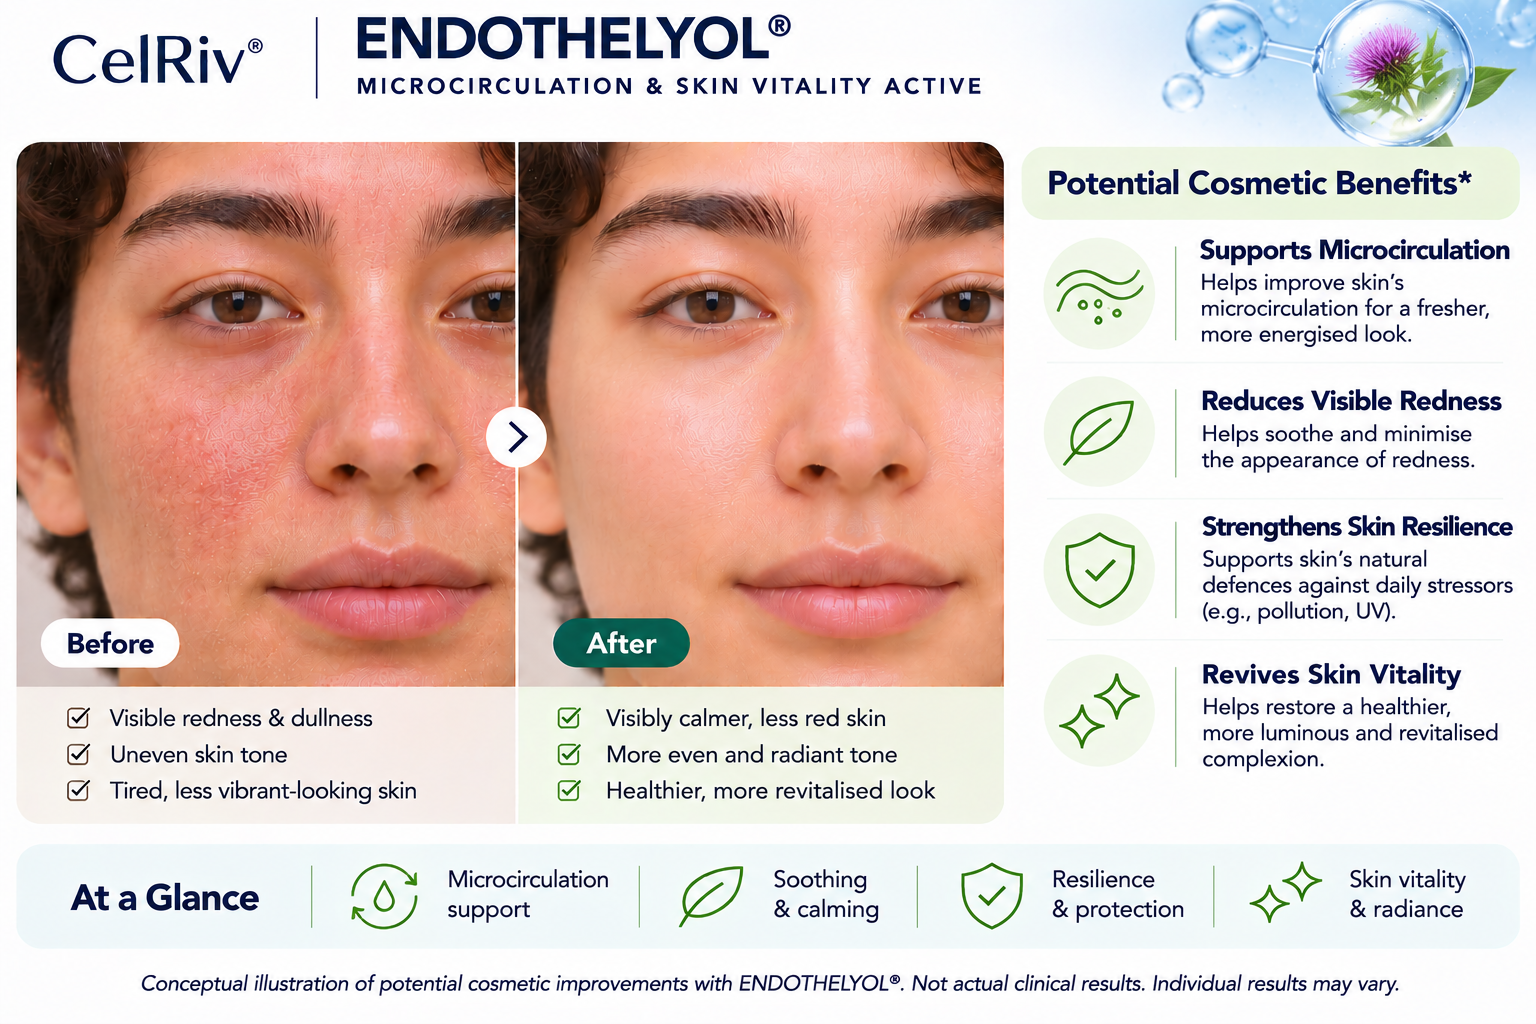 CelRiv®
ENDOTHELYOL®
MICROCIRCULATION & SKIN VITALITY ACTIVE
Before
Visible redness & dullness
Uneven skin tone
Tired, less vibrant-looking skin
After
Visibly calmer, less red skin
More even and radiant tone
Healthier, more revitalised look
Potential Cosmetic Benefits*
Supports Microcirculation
Helps improve skin's
microcirculation for a fresher,
more energised look.
Reduces Visible Redness
Helps soothe and minimise
the appearance of redness.
Strengthens Skin Resilience
Supports skin's natural
defences against daily stressors
(e.g., pollution, UV).
Revives Skin Vitality
Helps restore a healthier,
more luminous and revitalised
complexion.
At a Glance
Microcirculation
support
Soothing
& calming
Resilience
& protection
Skin vitality
& radiance
Conceptual illustration of potential cosmetic improvements with ENDOTHELYOL®. Not actual clinical results. Individual results may vary.